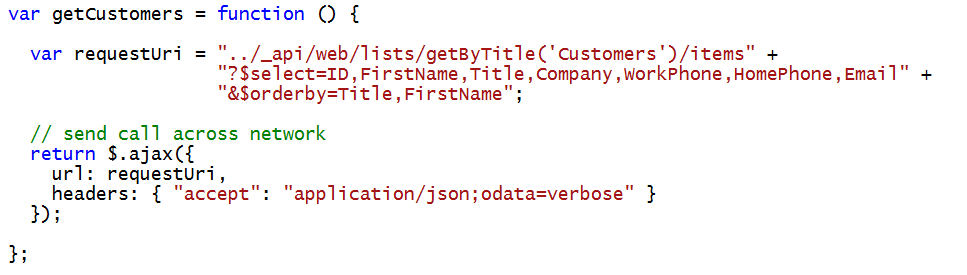 var getCustomers = function () {
  var requestUri = "../_api/web/lists/getByTitle('Customers')/items" +
                   "?$select=ID,FirstName,Title,Company,WorkPhone,HomePhone,Email" +
                   "&$orderby=Title,FirstName";
  // send call across network
  return $.ajax({
    url: requestUri,
    headers: { "accept": "application/json;odata=verbose" }
  });
};